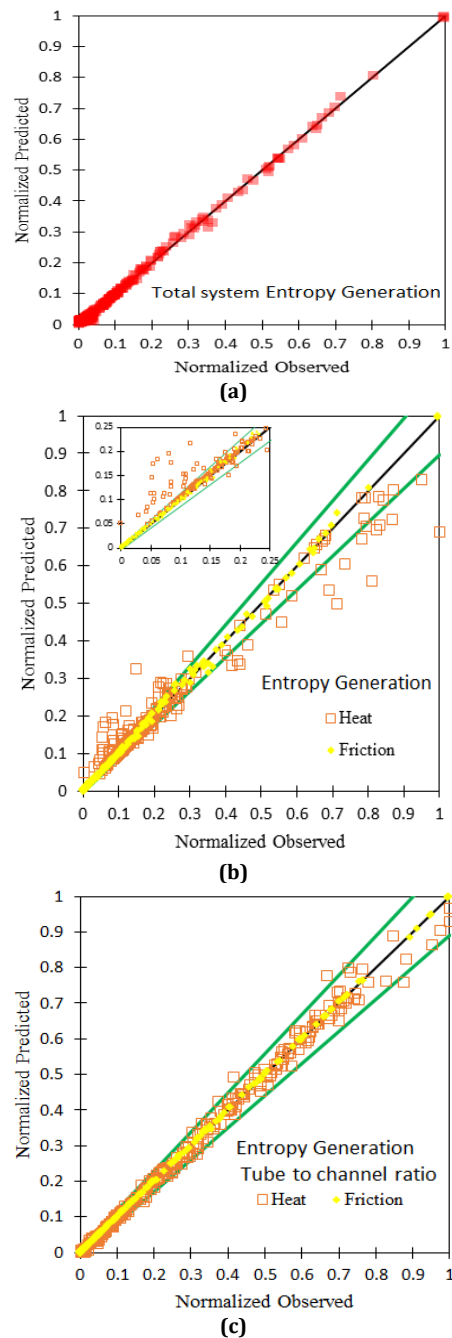 1
0.9
0.8
0.7
0.6
0.5
0.4
0.3
0.2
0.1
0
Normalized Predicted
Total system Entropy Generation
0 0.1 0.2 0.3 0.4 0.5 0.6 0.7 0.8 0.9 1
Normalized Observed
(a)
1
0.9
0.8
0.7
0.6
0.5
0.4
0.3
0.2
0.1
0
Normalized Predicted
0.25
0.2
0.15
0.1
0.05
0
0 0.05 0.1 0.15 0.2 0.25
Entropy Generation
Heat
Friction
0 0.1 0.2 0.3 0.4 0.5 0.6 0.7 0.8 0.9 1
Normalized Observed
(b)
1
0.9
0.8
0.7
0.6
0.5
0.4
0.3
0.2
0.1
0
Normalized Predicted
Entropy Generation
Tube to channel ratio
Heat Friction
0 0.1 0.2 0.3 0.4 0.5 0.6 0.7 0.8 0.9 1
Normalized Observed
(c)